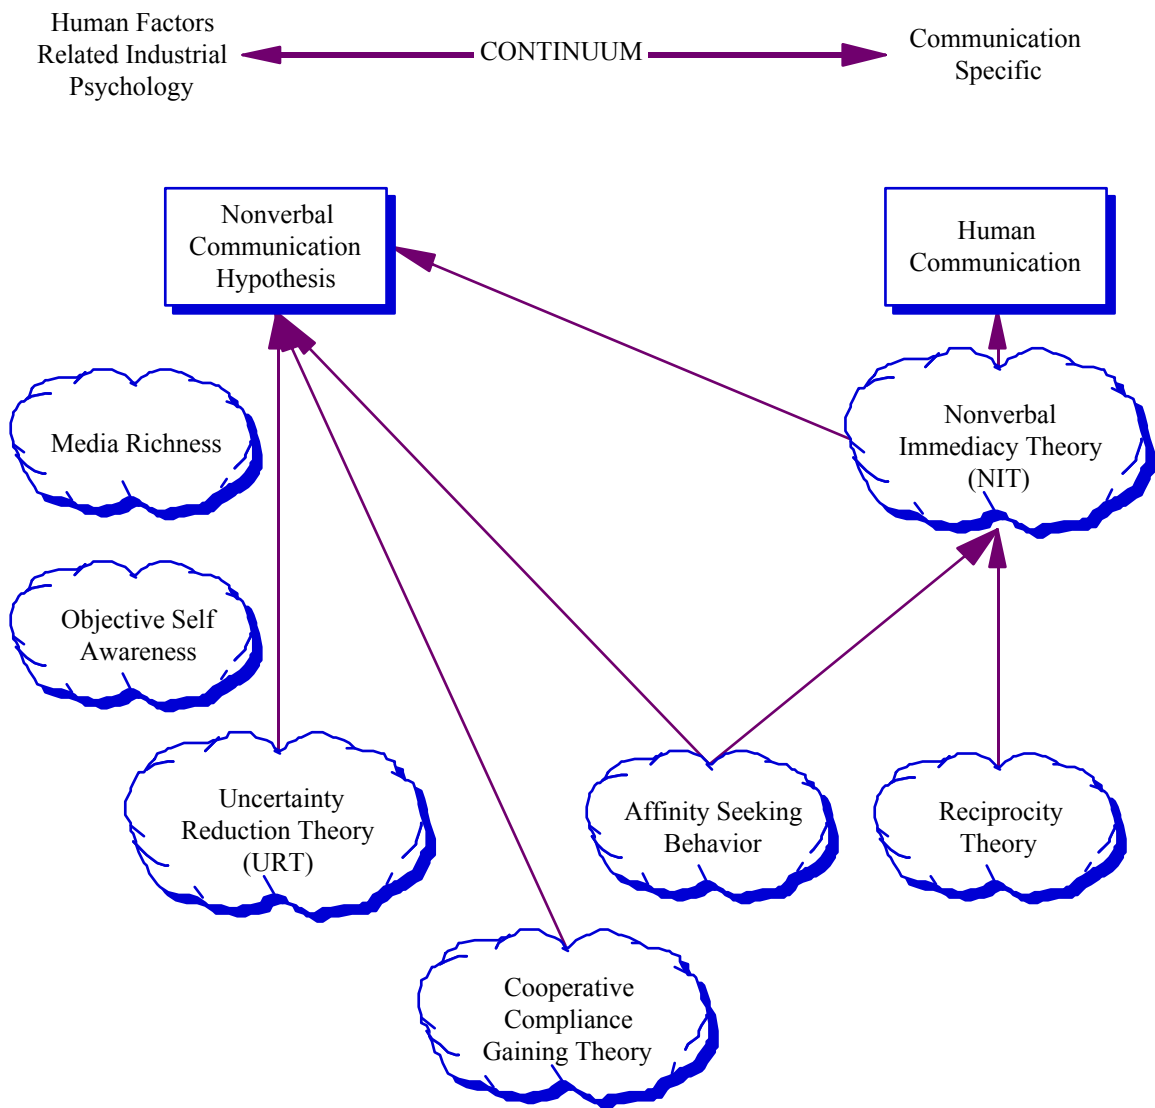 Human Factors
Related Industrial
Psychology
CONTINUUM
Communication
Specific
Nonverbal
Communication
Hypothesis
Human
Communication
Media Richness
Nonverbal
Immediacy Theory
(NIT)
Objective Self
Awareness
Uncertainty
Reduction Theory
(URT)
Affinity Seeking
Behavior
Reciprocity
Theory
Cooperative
Compliance
Gaining Theory